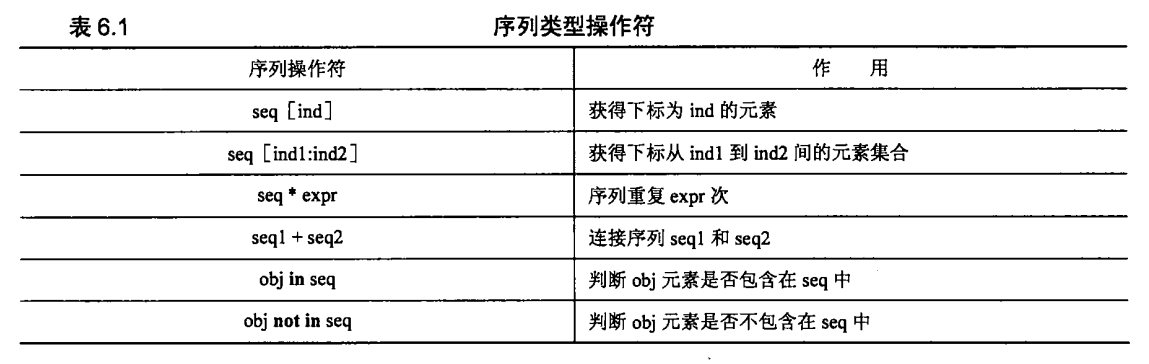 表 6.1 序列类型操作符
序列操作符 作 用
seq［ind］ 获得下标为 ind 的元素
seq［ind1:ind2］ 获得下标从 ind1 到 ind2 间的元素集合
seq * expr 序列重复 expr 次
seq1 + seq2 连接序列 seq1 和 seq2
obj in seq 判断 obj 元素是否包含在 seq 中
obj not in seq 判断 obj 元素是否不包含在 seq 中